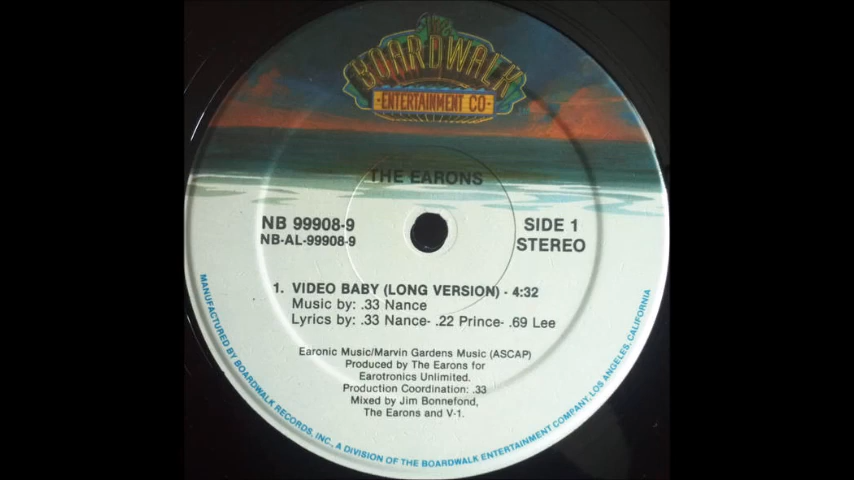 THE
BOARDWALK
-ENTERTAINMENT CO-
THE EARONS
NB 99908-9
NB-AL-99908-9
SIDE 1
STEREO
1. VIDEO BABY (LONG VERSION) - 4:32
Music by: .33 Nance
Lyrics by: .33 Nance- .22 Prince- .69 Lee
Earonic Music/Marvin Gardens Music (ASCAP)
Produced by The Earons for
Earotronics Unlimited.
Production Coordination: .33
Mixed by Jim Bonnefond,
The Earons and V-1.
MANUFACTURED BY BOARDWALK RECORDS, INC., A DIVISION OF THE BOARDWALK ENTERTAINMENT COMPANY, LOS ANGELES, CALIFORNIA